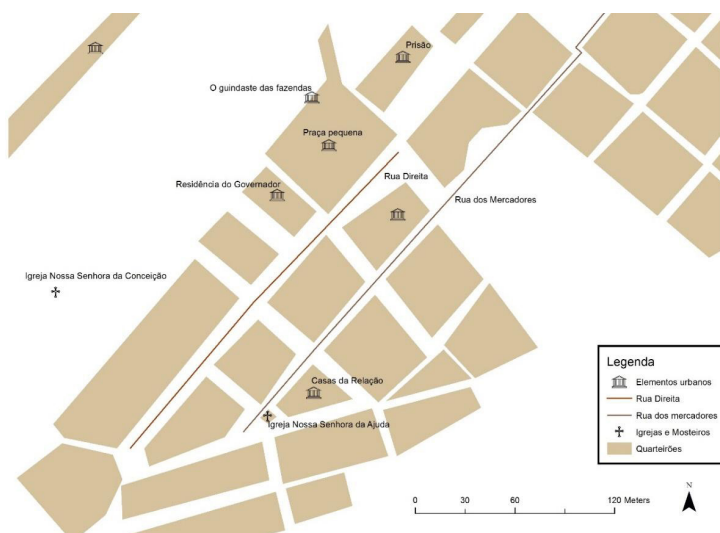 Prisão
O guindaste das fazendas
Praça pequena
Rua Direita
Residência do Governador
Rua dos Mercadores
Igreja Nossa Senhora da Conceição
Casas da Relação
Igreja Nossa Senhora da Ajuda
Legenda
Elementos urbanos
Rua Direita
Rua dos mercadores
Igrejas e Mosteiros
Quarteirões
0 30 60 120 Meters
N